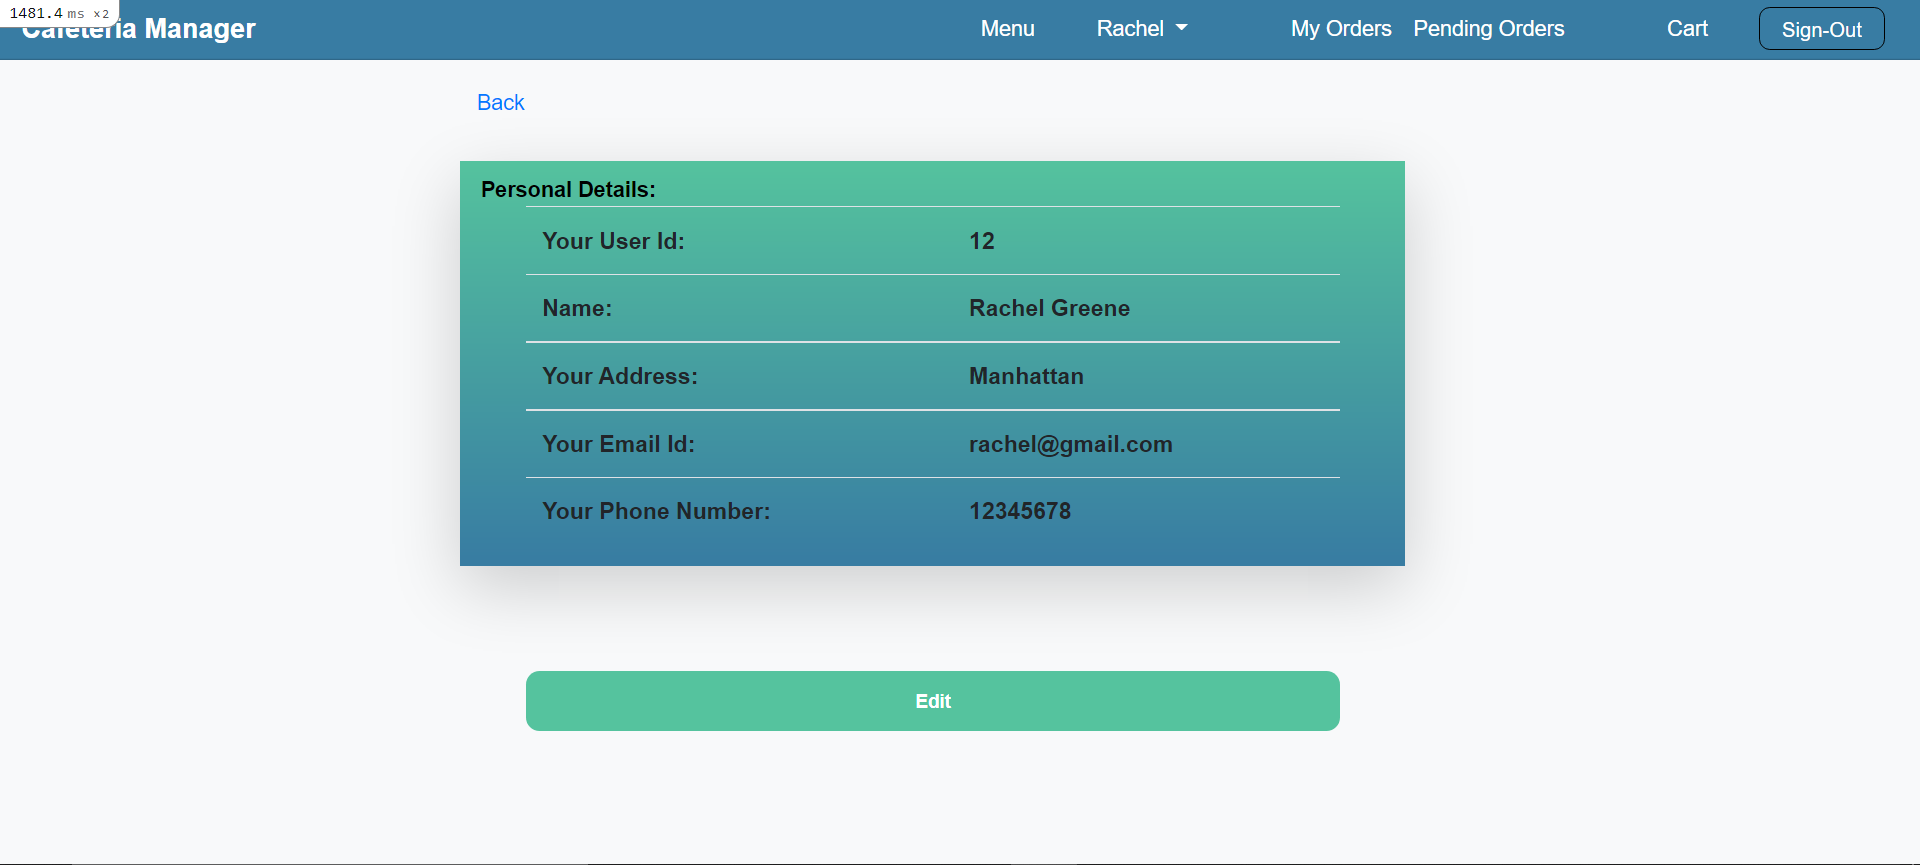 1481.4 ms ×2
Cafeteria Manager
Menu Rachel My Orders Pending Orders Cart Sign-Out
Back
Personal Details:
Your User Id: 12
Name: Rachel Greene
Your Address: Manhattan
Your Email Id: rachel@gmail.com
Your Phone Number: 12345678
Edit